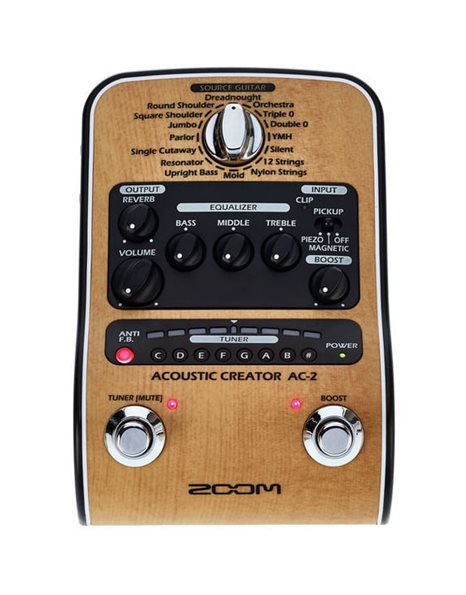 SOURCE GUITAR
Dreadnought
Round Shoulder Orchestra
Square Shoulder Triple 0
Jumbo Double 0
Parlor YMH
Single Cutaway Silent
Resonator 12 Strings
Upright Bass Mold Nylon Strings
OUTPUT INPUT
REVERB EQUALIZER CLIP
BASS MIDDLE TREBLE PICKUP
PIEZO OFF
MAGNETIC
VOLUME BOOST
ANTI F.B. TUNER POWER
C D E F G A B #
ACOUSTIC CREATOR AC-2
TUNER [MUTE] BOOST
ZOOM